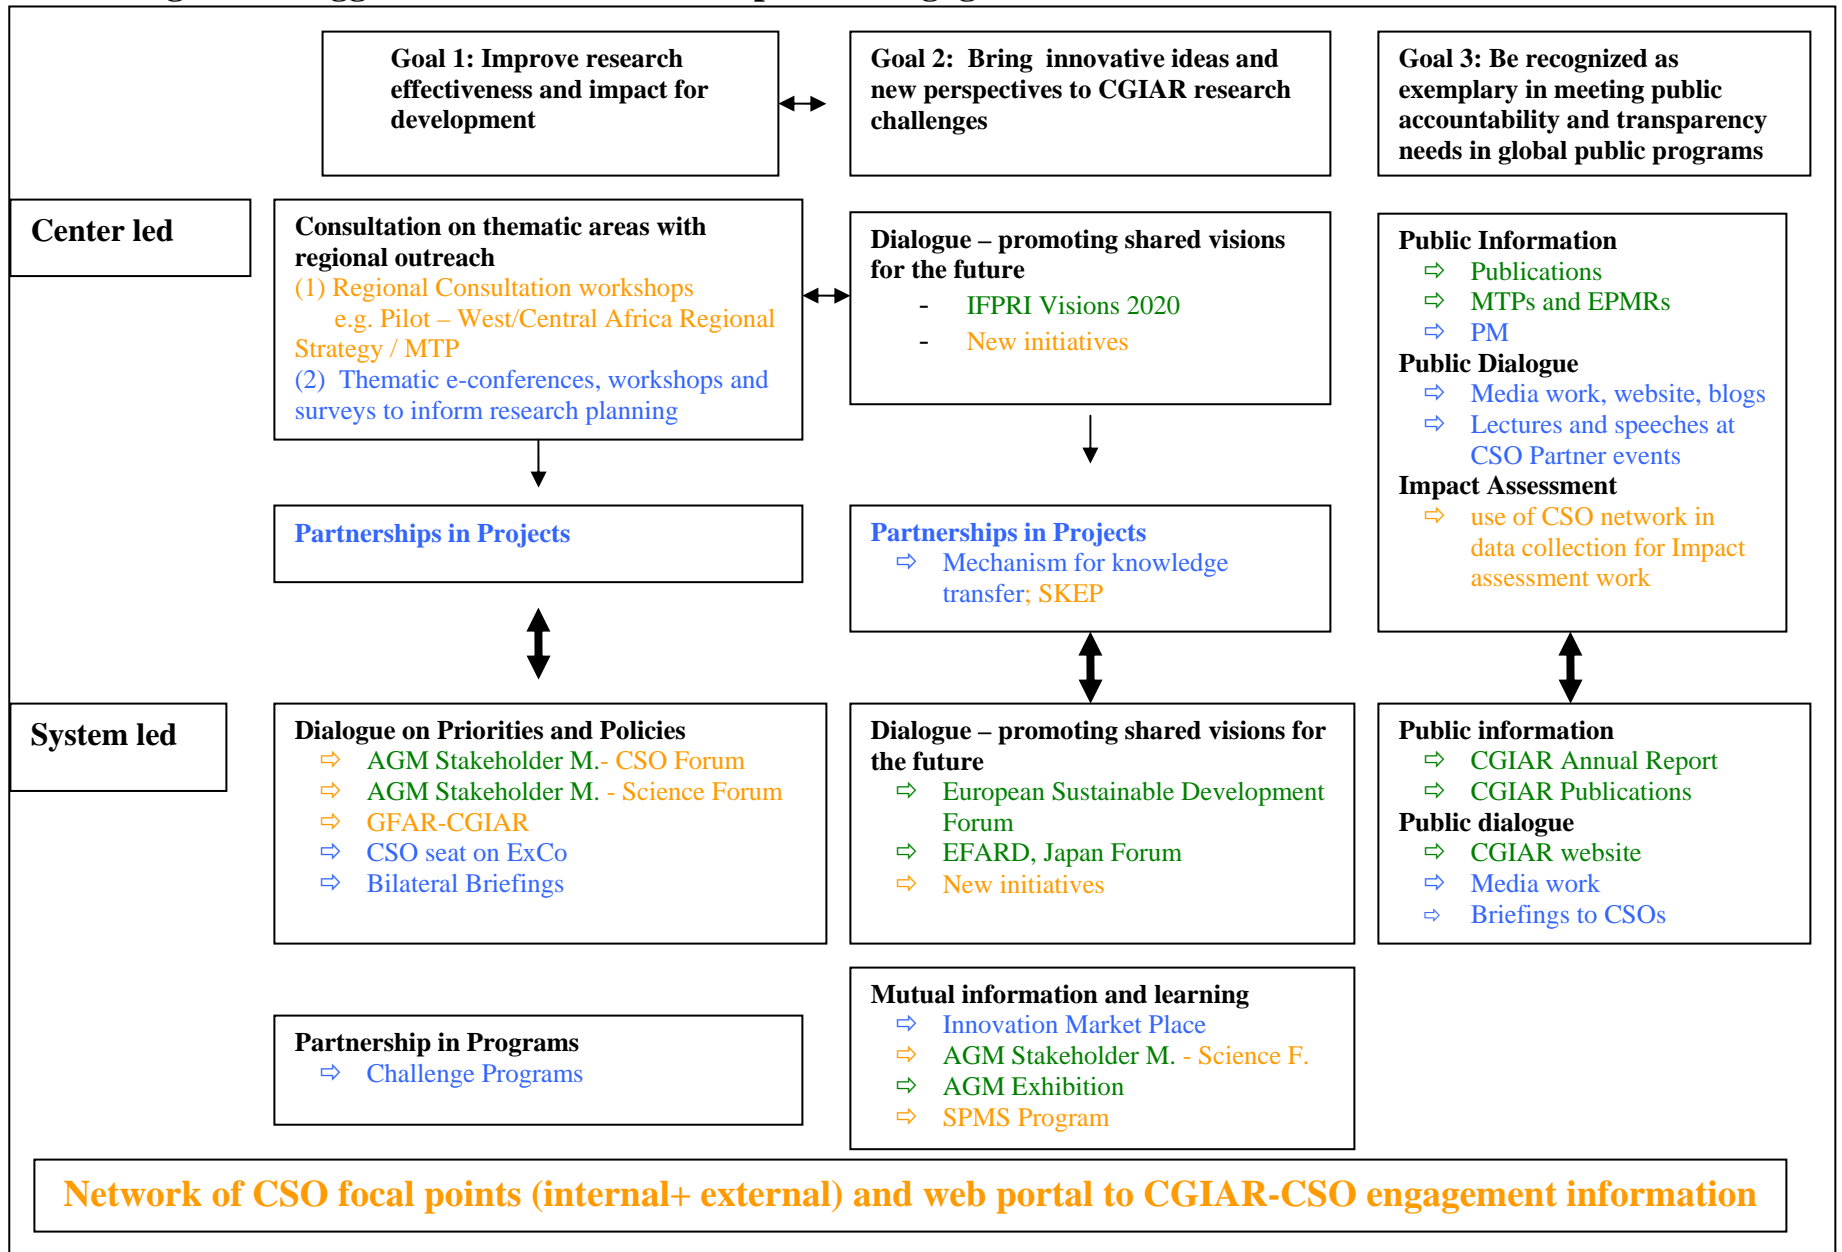 Goal 1: Improve research
effectiveness and impact for
development
Goal 2:  Bring  innovative ideas and
new perspectives to CGIAR research
challenges
Goal 3: Be recognized as
exemplary in meeting public
accountability and transparency
needs in global public programs
Center led
Consultation on thematic areas with
regional outreach
(1) Regional Consultation workshops
e.g. Pilot – West/Central Africa Regional
Strategy / MTP
(2)  Thematic e-conferences, workshops and
surveys to inform research planning
Dialogue – promoting shared visions
for the future
- IFPRI Visions 2020
- New initiatives
Public Information
⇨ Publications
⇨ MTPs and EPMRs
⇨ PM
Public Dialogue
⇨ Media work, website, blogs
⇨ Lectures and speeches at
CSO Partner events
Impact Assessment
⇨ use of CSO network in
data collection for Impact
assessment work
Partnerships in Projects
Partnerships in Projects
⇨ Mechanism for knowledge
transfer; SKEP
System led
Dialogue on Priorities and Policies
⇨ AGM Stakeholder M.- CSO Forum
⇨ AGM Stakeholder M. - Science Forum
⇨ GFAR-CGIAR
⇨ CSO seat on ExCo
⇨ Bilateral Briefings
Dialogue – promoting shared visions for
the future
⇨ European Sustainable Development
Forum
⇨ EFARD, Japan Forum
⇨ New initiatives
Public information
⇨ CGIAR Annual Report
⇨ CGIAR Publications
Public dialogue
⇨ CGIAR website
⇨ Media work
⇨ Briefings to CSOs
Partnership in Programs
⇨ Challenge Programs
Mutual information and learning
⇨ Innovation Market Place
⇨ AGM Stakeholder M. - Science F.
⇨ AGM Exhibition
⇨ SPMS Program
Network of CSO focal points (internal+ external) and web portal to CGIAR-CSO engagement information